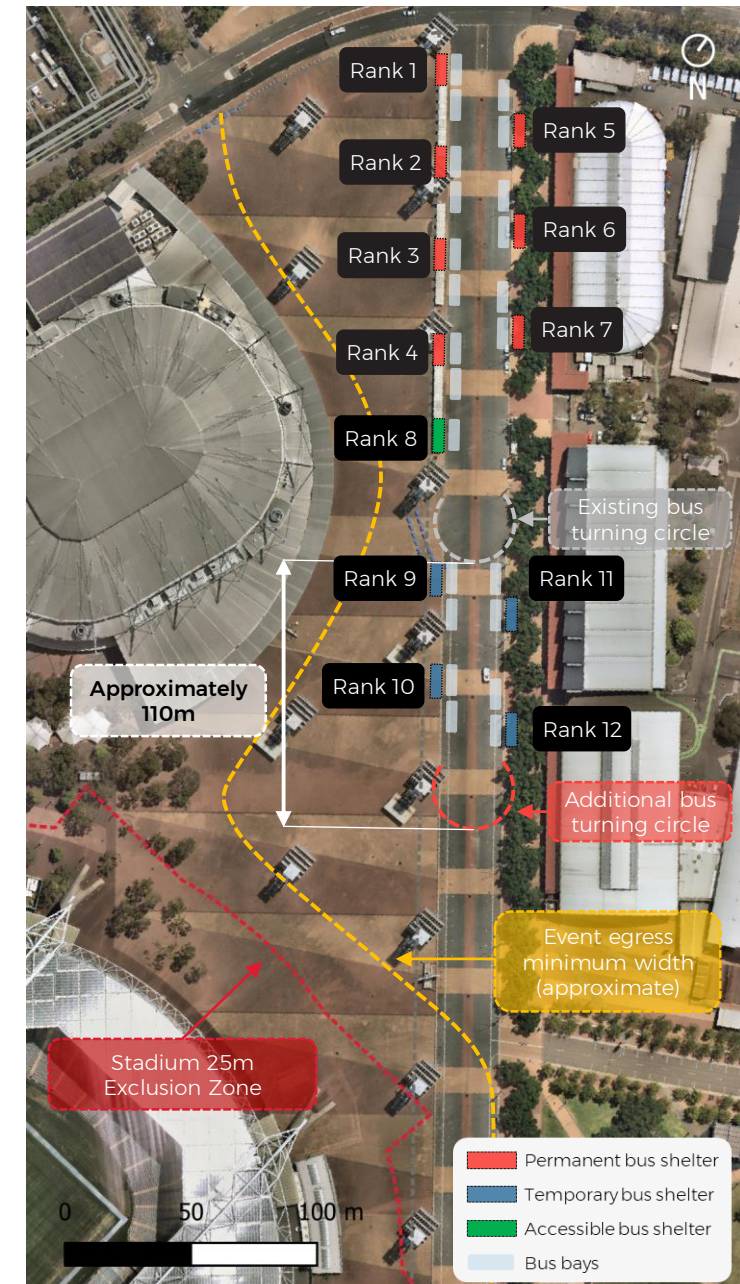 N
Rank 1
Rank 5
Rank 2
Rank 6
Rank 3
Rank 7
Rank 4
Rank 8
Existing bus
turning circle
Rank 9
Rank 11
Rank 10
Approximately
110m
Rank 12
Additional bus
turning circle
Event egress
minimum width
(approximate)
Stadium 25m
Exclusion Zone
Permanent bus shelter
Temporary bus shelter
Accessible bus shelter
Bus bays
0 50 100 m